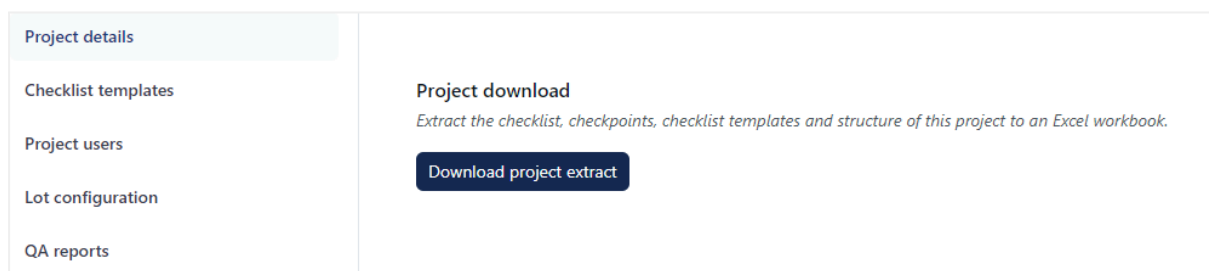 Project details
Checklist templates
Project users
Lot configuration
QA reports
Project download
Extract the checklist, checkpoints, checklist templates and structure of this project to an Excel workbook.
Download project extract